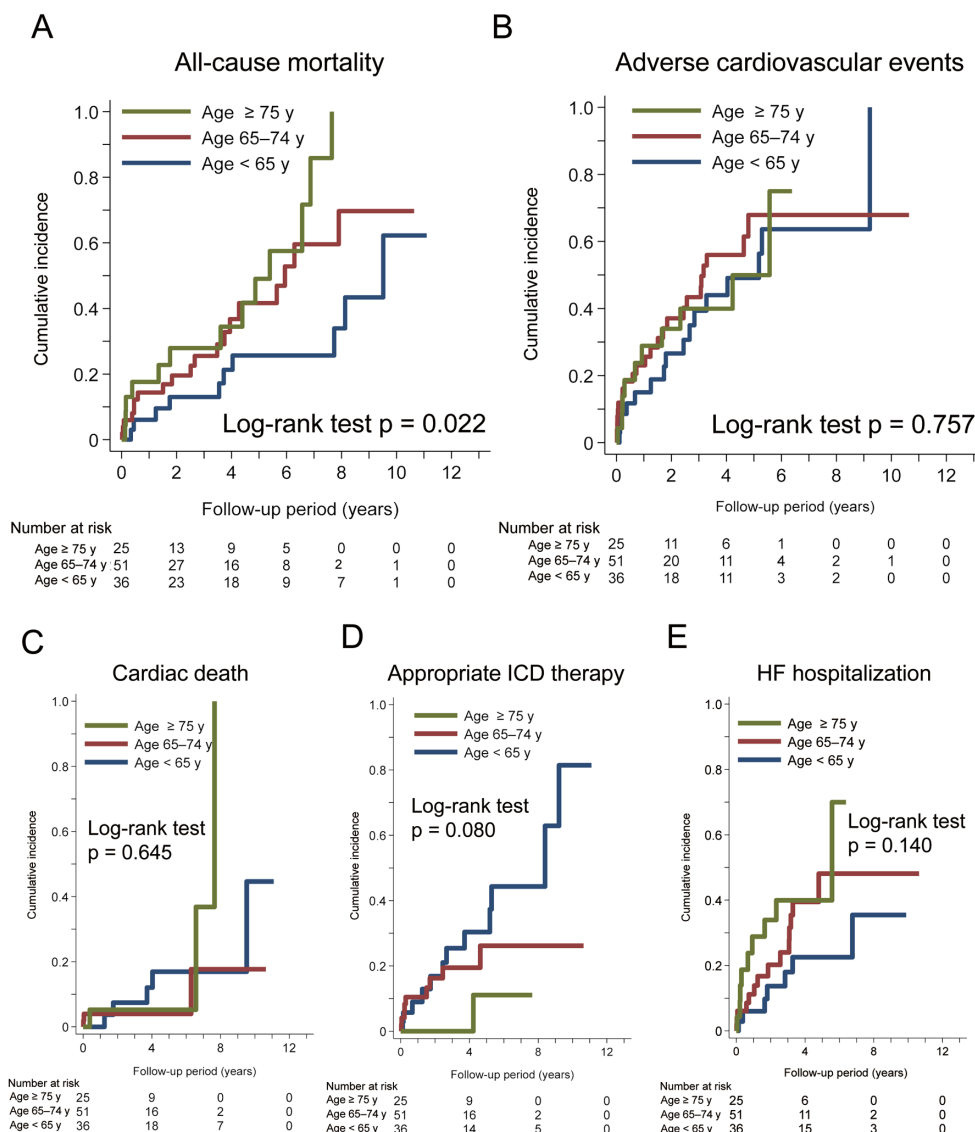 A
All-cause mortality
Age ≥ 75 y
Age 65–74 y
Age < 65 y
1.0
0.8
0.6
0.4
0.2
0
Cumulative incidence
Log-rank test p = 0.022
0 2 4 6 8 10 12
Follow-up period (years)
Number at risk
Age ≥ 75 y 25 13 9 5 0 0 0
Age 65–74 y 51 27 16 8 2 1 0
Age < 65 y 36 23 18 9 7 1 0
B
Adverse cardiovascular events
Age ≥ 75 y
Age 65–74 y
Age < 65 y
1.0
0.8
0.6
0.4
0.2
0
Cumulative incidence
Log-rank test p = 0.757
0 2 4 6 8 10 12
Follow-up period (years)
Number at risk
Age ≥ 75 y 25 11 6 1 0 0 0
Age 65–74 y 51 20 11 4 2 1 0
Age < 65 y 36 18 11 3 2 0 0
C
Cardiac death
1.0
0.8
0.6
0.4
0.2
0
Cumulative incidence
Age ≥ 75 y
Age 65–74 y
Age < 65 y
Log-rank test
p = 0.645
0 4 8 12
Follow-up period (years)
Number at risk
Age ≥ 75 y 25 9 0 0
Age 65–74 y 51 16 2 0
Age < 65 y 36 18 7 0
D
Appropriate ICD therapy
1.0
0.8
0.6
0.4
0.2
0
Cumulative incidence
Age ≥ 75 y
Age 65–74 y
Age < 65 y
Log-rank test
p = 0.080
0 4 8 12
Follow-up period (years)
Number at risk
Age ≥ 75 y 25 9 0 0
Age 65–74 y 51 16 2 0
Age < 65 y 36 14 5 0
E
HF hospitalization
1.0
0.8
0.6
0.4
0.2
0
Cumulative incidence
Age ≥ 75 y
Age 65–74 y
Age < 65 y
Log-rank test
p = 0.140
0 4 8 12
Follow-up period (years)
Number at risk
Age ≥ 75 y 25 6 0 0
Age 65–74 y 51 11 2 0
Age < 65 y 36 15 3 0